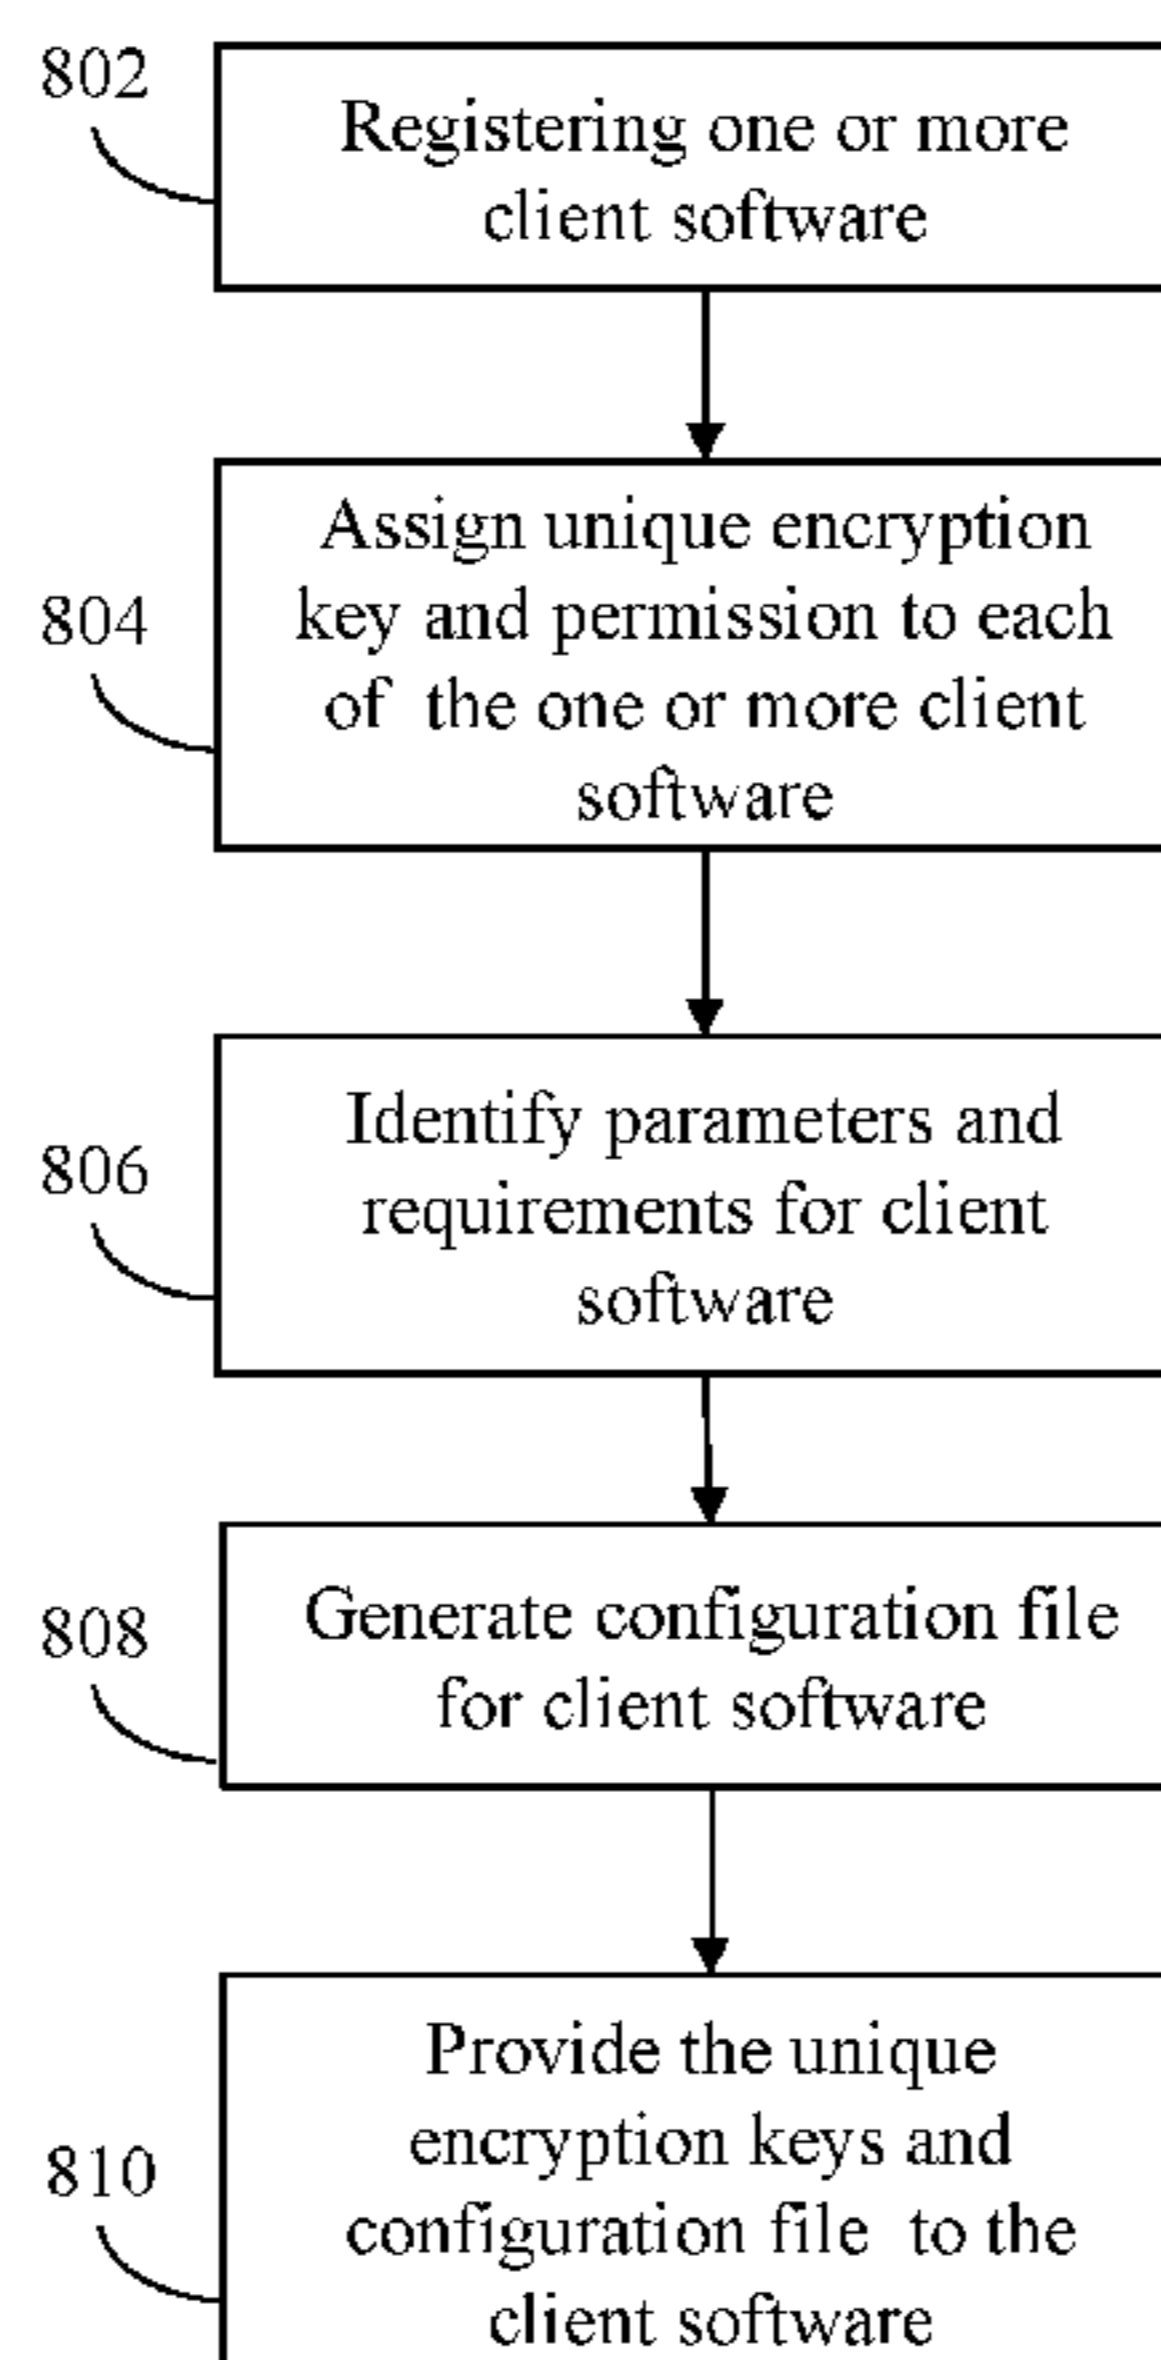 802
Registering one or more
client software
Assign unique encryption
804
key and permission to each
of the one or more client
software
Identify parameters and
806
requirements for client
software
808
Generate configuration file
for client software
Provide the unique
encryption keys and
810
configuration file to the
client software